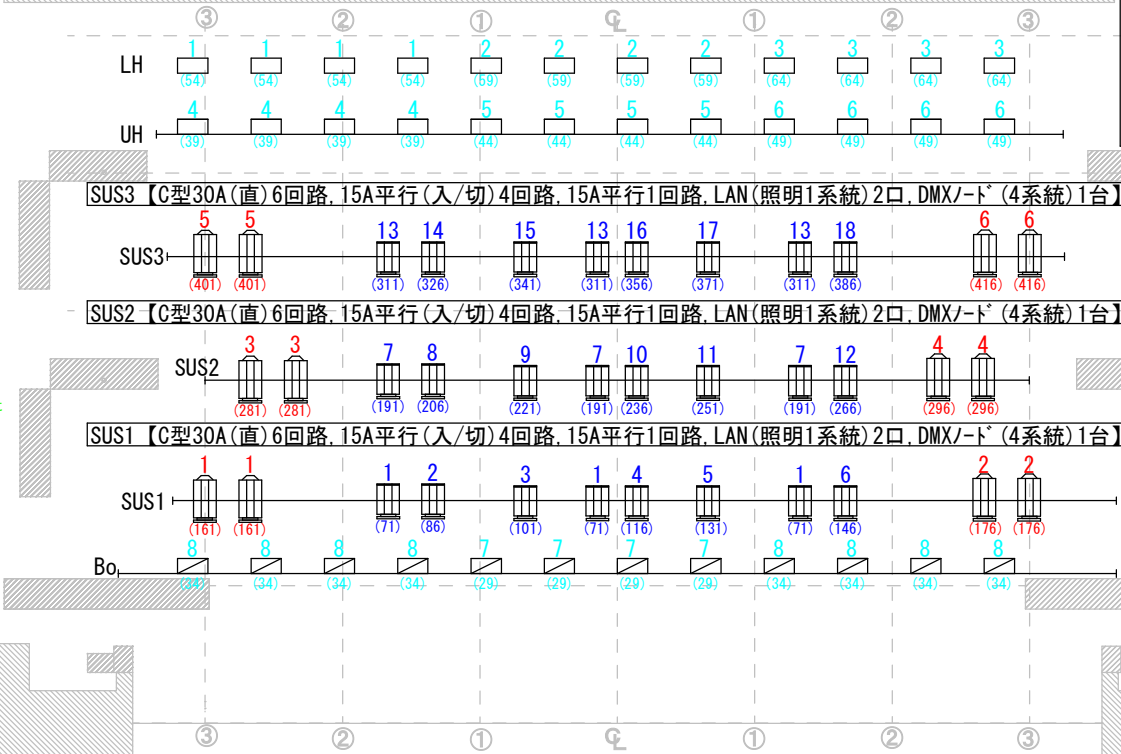 ③ ② ① ℄ ① ② ③
1 1 1 1 2 2 2 2 3 3 3 3
LH
(54) (54) (54) (54) (59) (59) (59) (59) (64) (64) (64) (64)
4 4 4 4 5 5 5 5 6 6 6 6
UH
(39) (39) (39) (39) (44) (44) (44) (44) (49) (49) (49) (49)
SUS3【C型30A(直)6回路,15A平行(入/切)4回路,15A平行1回路,LAN(照明1系統)2口,DMXノード(4系統)1台】
5 5 13 14 15 13 16 17 13 18 6 6
SUS3
(401) (401) (311) (326) (341) (311) (356) (371) (311) (386) (416) (416)
SUS2【C型30A(直)6回路,15A平行(入/切)4回路,15A平行1回路,LAN(照明1系統)2口,DMXノード(4系統)1台】
3 3 7 8 9 7 10 11 7 12 4 4
SUS2
(281) (281) (191) (206) (221) (191) (236) (251) (191) (266) (296) (296)
SUS1【C型30A(直)6回路,15A平行(入/切)4回路,15A平行1回路,LAN(照明1系統)2口,DMXノード(4系統)1台】
1 1 1 2 3 1 4 5 1 6 2 2
SUS1
(161) (161) (71) (86) (101) (71) (116) (131) (71) (146) (176) (176)
8 8 8 8 7 7 7 7 8 8 8 8
Bo
(34) (34) (34) (34) (29) (29) (29) (29) (34) (34) (34) (34)
③ ② ① ℄ ① ② ③